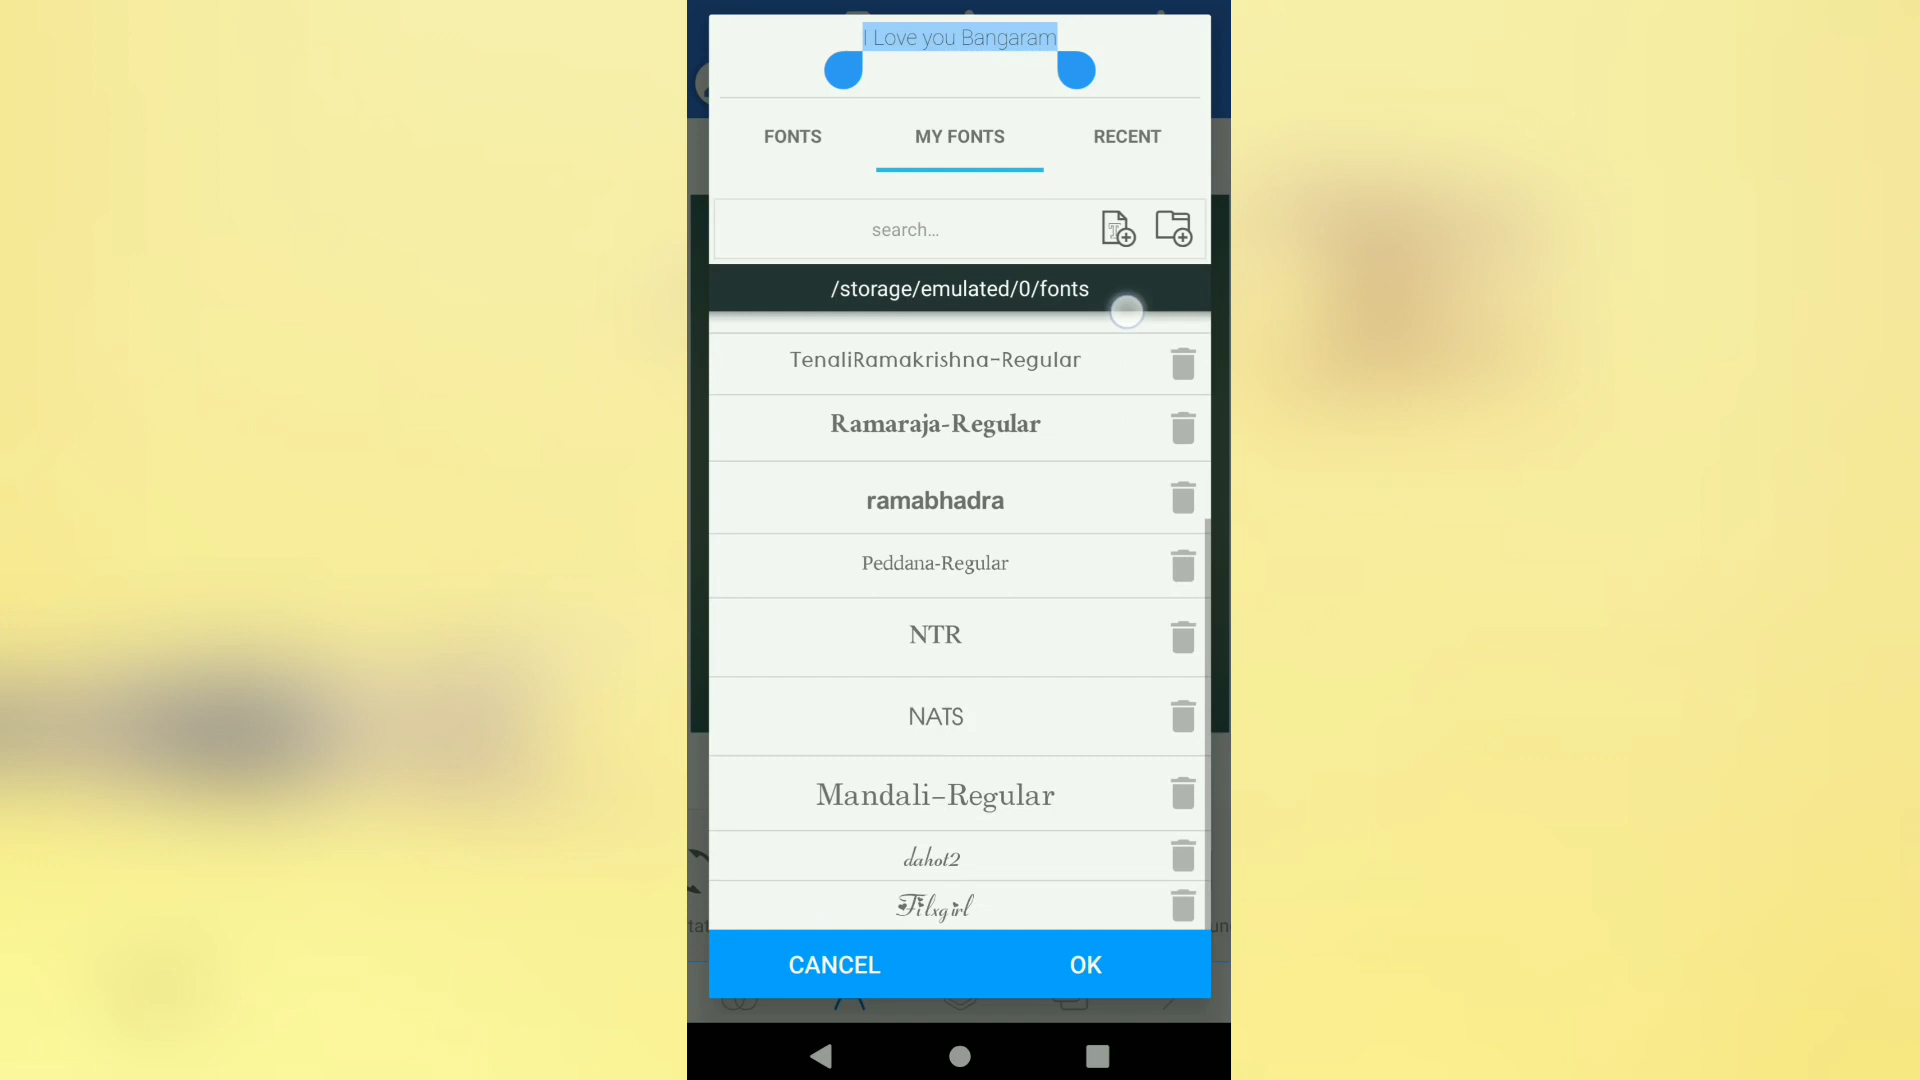 I Love you Bangaram
FONTS MY FONTS RECENT
search...
/storage/emulated/0/fonts
TenaliRamakrishna-Regular
Ramaraja-Regular
ramabhadra
Peddana-Regular
NTR
NATS
Mandali-Regular
dahot2
Filxgirl
CANCEL OK